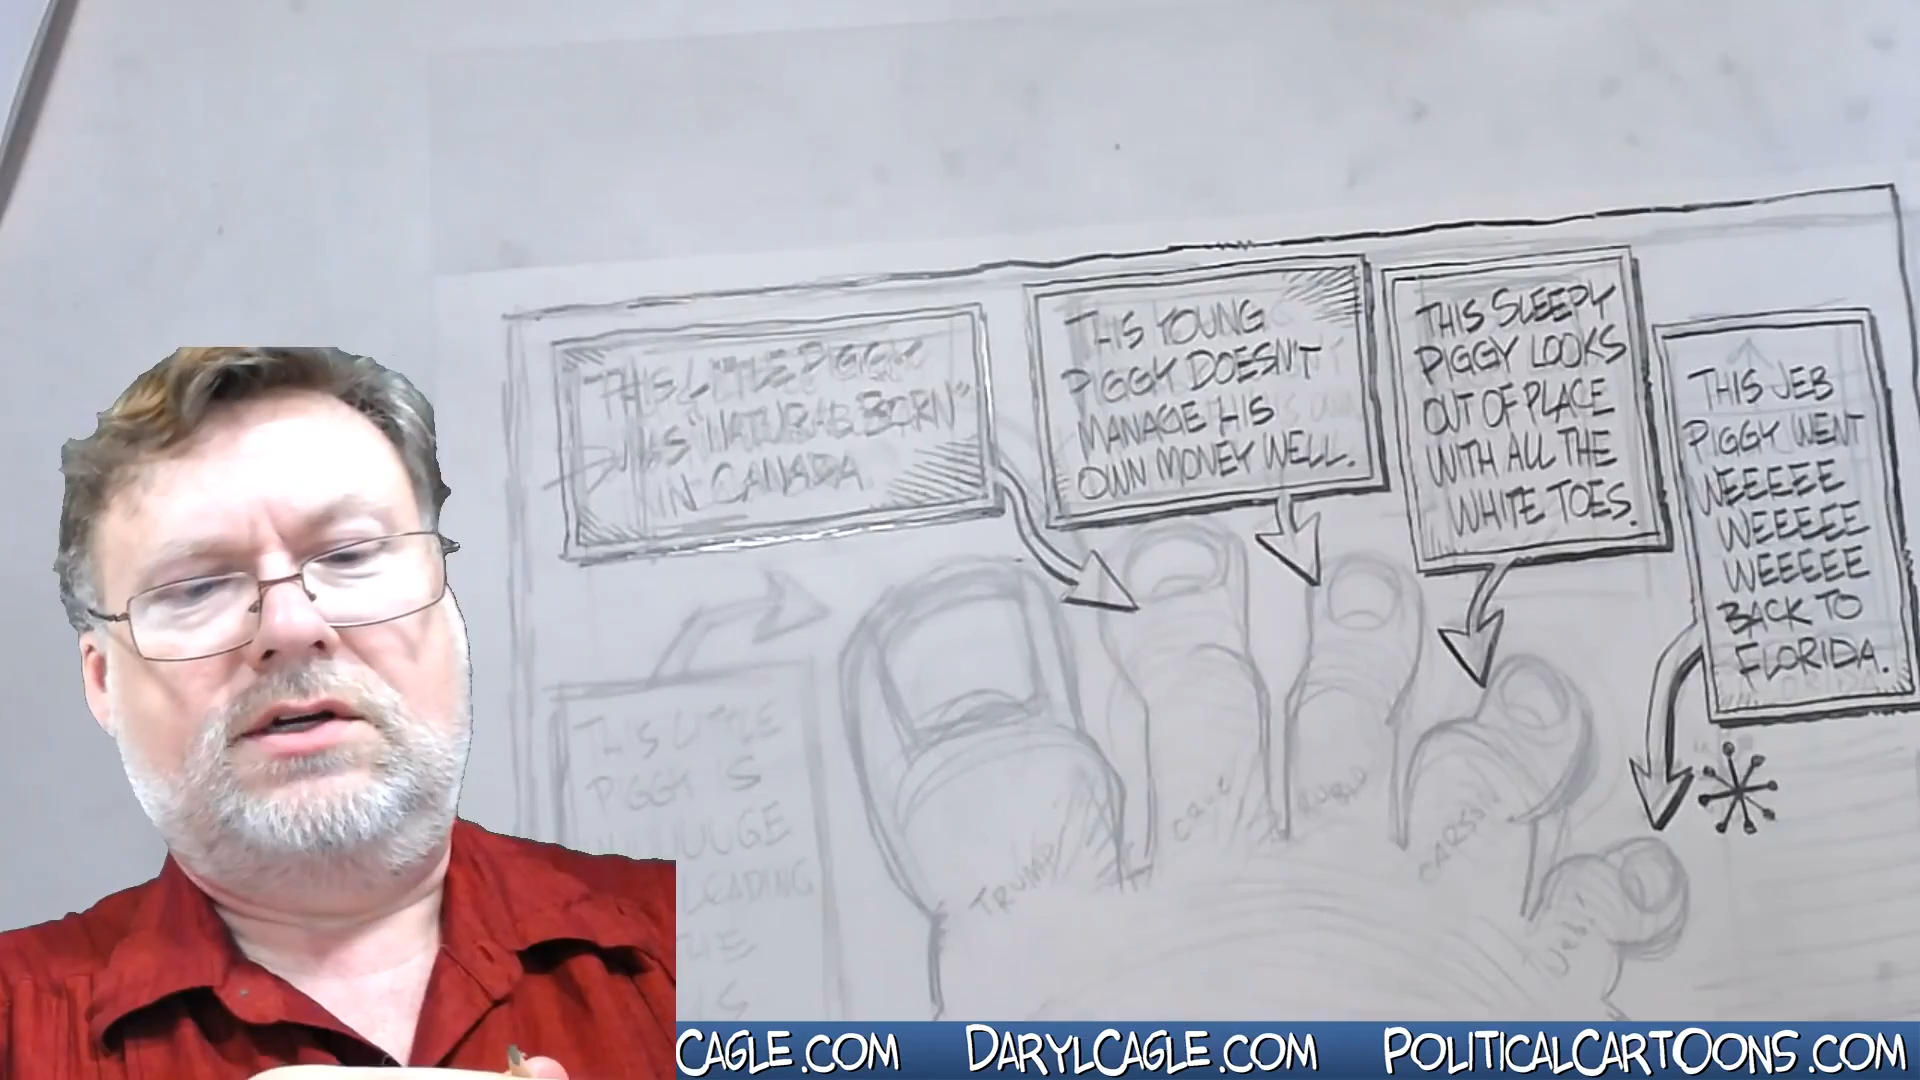 THIS LITTLE PIGGY
WAS "NATURAL BORN"
IN CANADA.
THIS YOUNG
PIGGY DOESN'T
MANAGE HIS
OWN MONEY WELL.
THIS SLEEPY
PIGGY LOOKS
OUT OF PLACE
WITH ALL THE
WHITE TOES.
THIS JEB
PIGGY WENT
WEEEEE
WEEEEE
WEEEEE
BACK TO
FLORIDA.
THIS LITTLE
PIGGY IS
LEADING
TRUMP
CRUZ
RUBIO
CARSON
CAGLE.COM DARYLCAGLE.COM POLITICALCARTOONS.COM